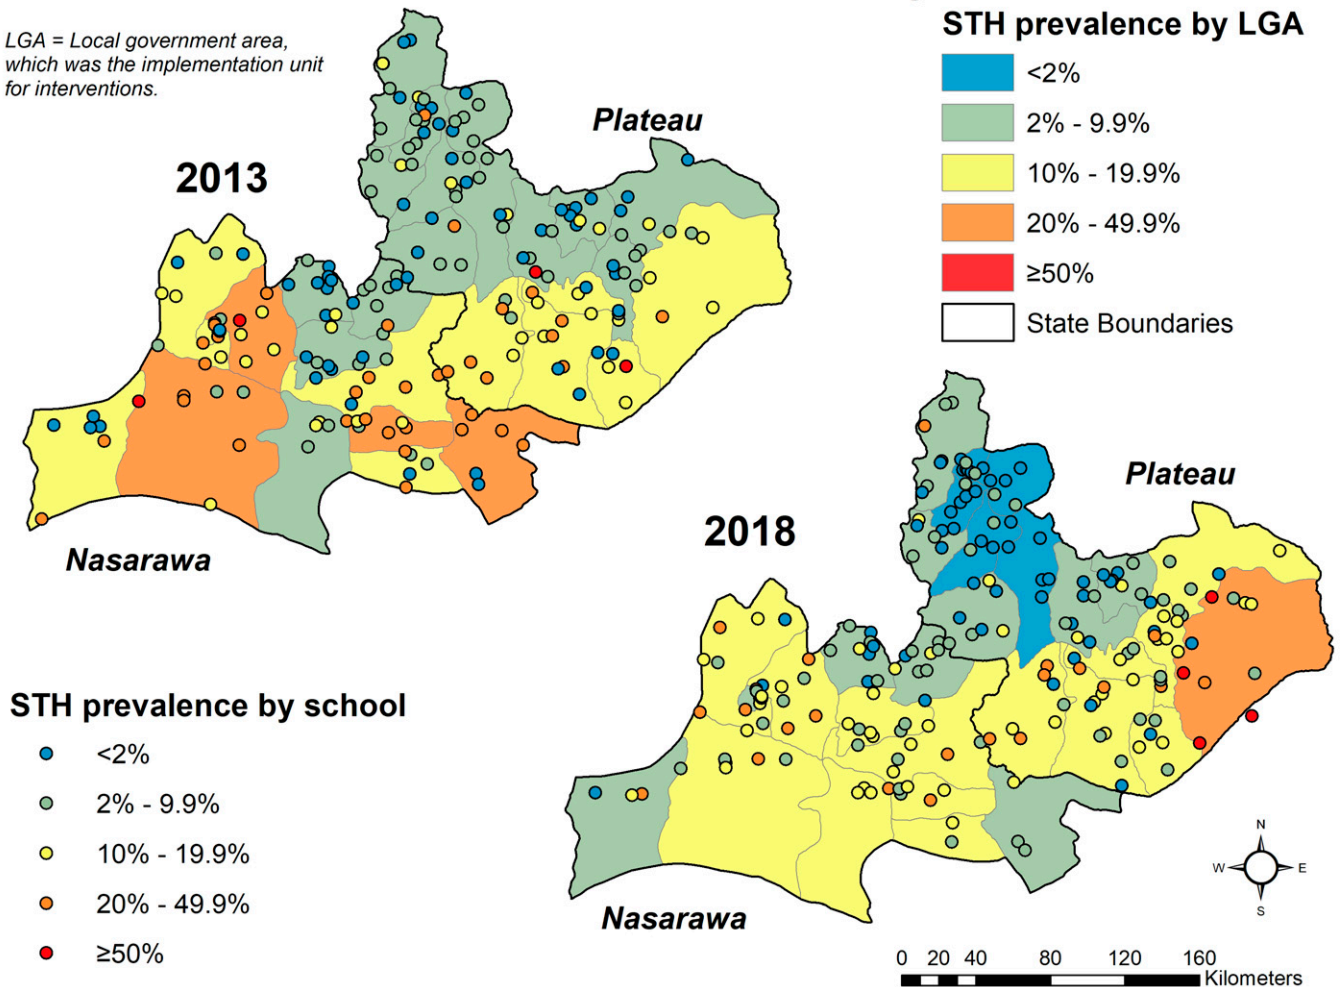 LGA = Local government area,
which was the implementation unit
for interventions.
2013
Plateau
Nasarawa
STH prevalence by LGA
<2%
2% - 9.9%
10% - 19.9%
20% - 49.9%
≥50%
State Boundaries
2018
Plateau
Nasarawa
STH prevalence by school
<2%
2% - 9.9%
10% - 19.9%
20% - 49.9%
≥50%
N
W E
S
0 20 40 80 120 160
Kilometers